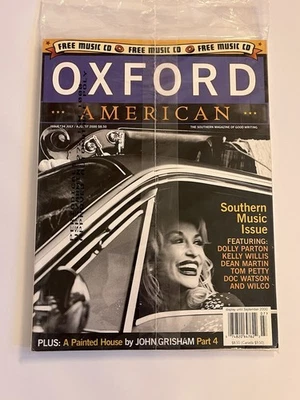 FREE MUSIC CD FREE MUSIC CD FREE MUSIC CD
OXFORD
AMERICAN
THE SOUTHERN MAGAZINE OF GOOD WRITING
Southern
Music
Issue
FEATURING:
DOLLY PARTON
KELLY WILLIS
DEAN MARTIN
TOM PETTY
DOC WATSON
AND WILCO
PLUS: A Painted House by JOHN GRISHAM Part 4